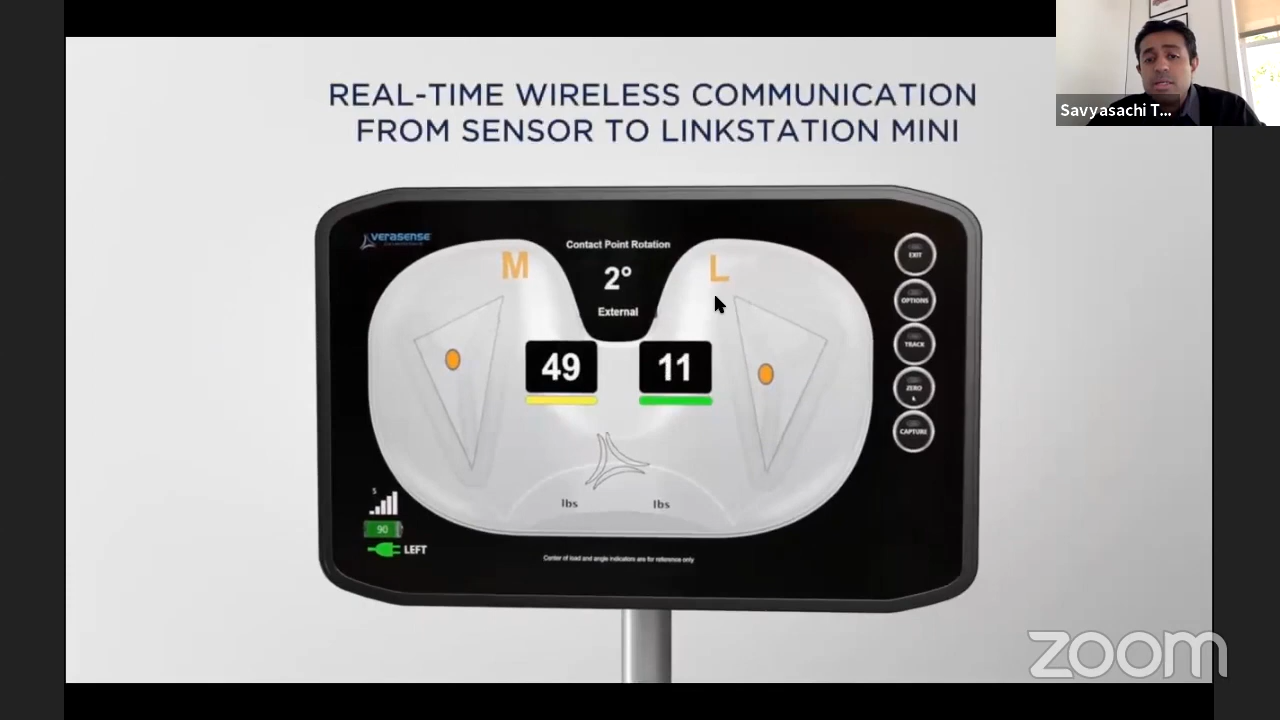 REAL-TIME WIRELESS COMMUNICATION
FROM SENSOR TO LINKSTATION MINI
Savyasachi T...
VERASENSE
Contact Point Rotation
M
2°
L
External
49
11
EXIT
OPTIONS
TRACK
ZERO
CAPTURE
lbs
lbs
S
90
LEFT
Center of load and angle indicators are for reference only
zoom